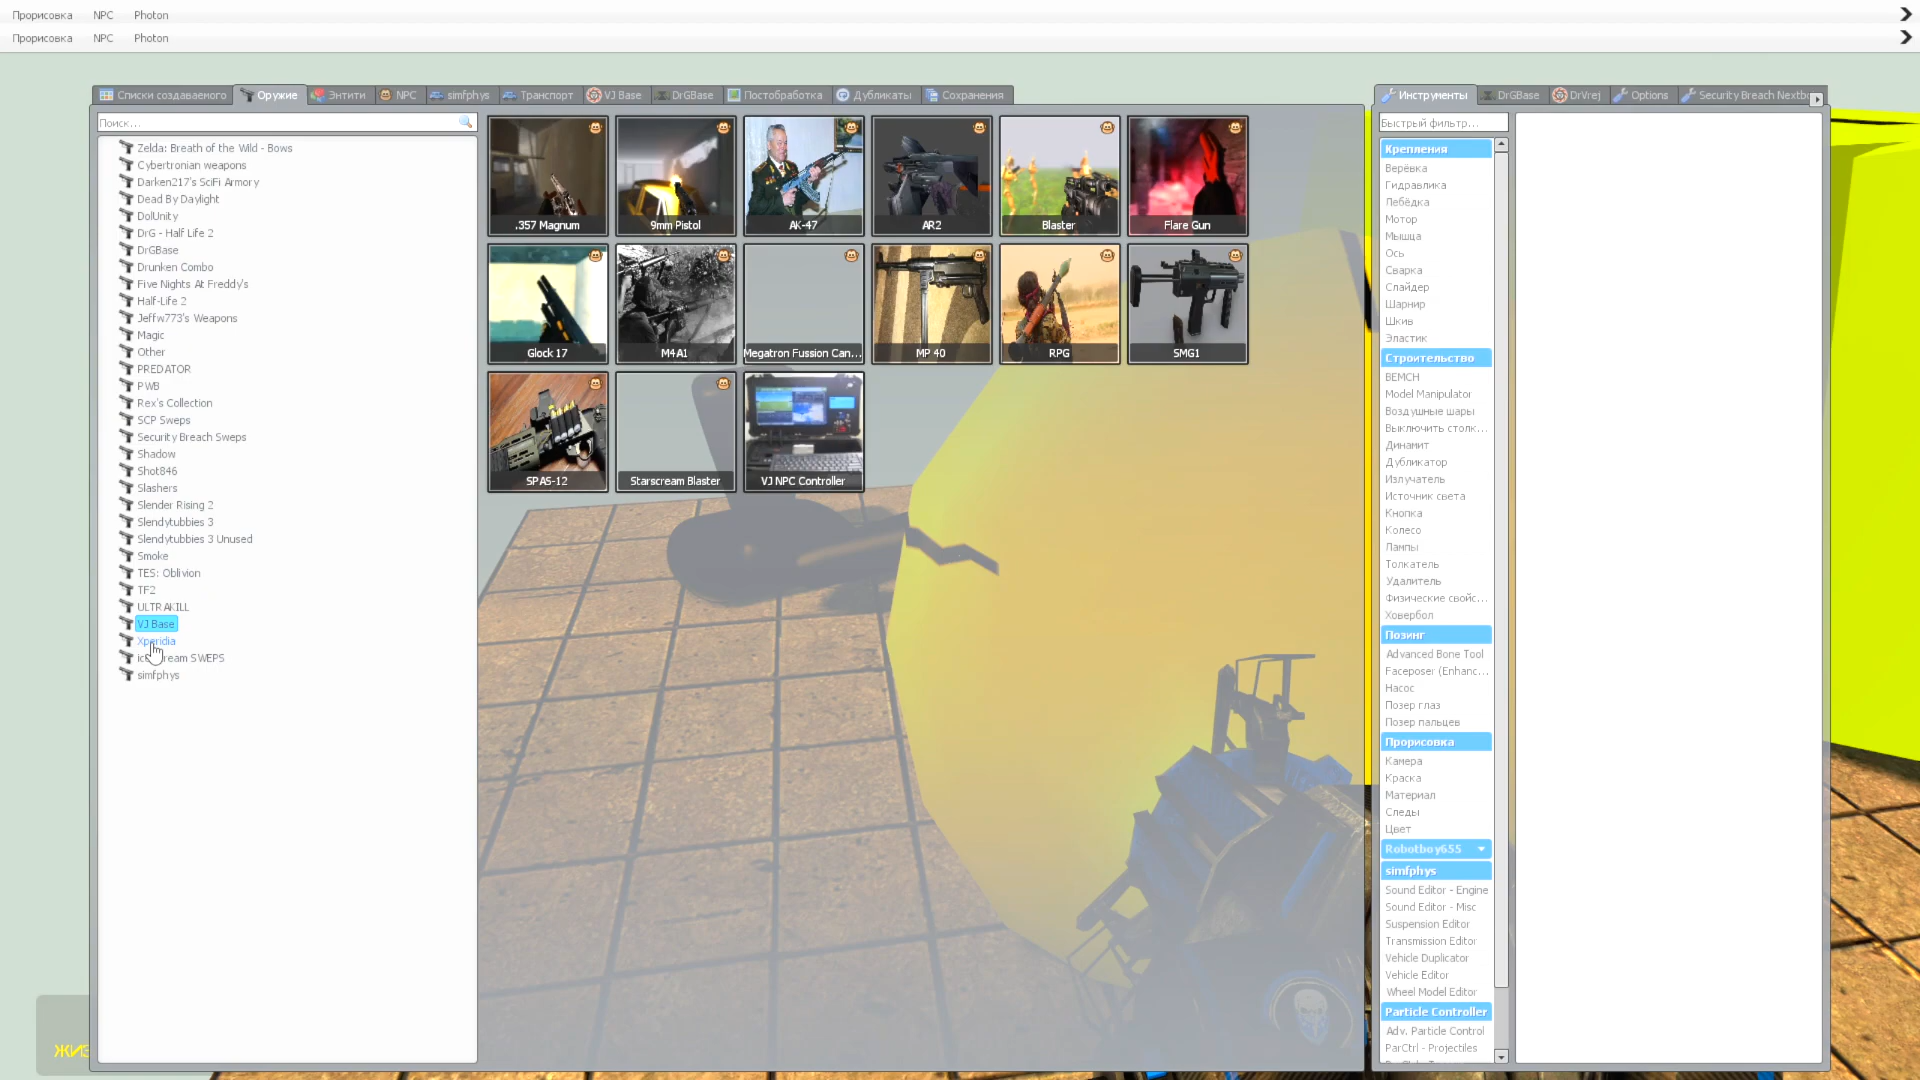 Прорисовка NPC Photon
Прорисовка NPC Photon
Списки создаваемого Оружие Энтити NPC simfphys Транспорт VJ Base DrGBase Постобработка Дубликаты Сохранения
Поиск...
Zelda: Breath of the Wild - Bows
Cybertronian weapons
Darken217's SciFi Armory
Dead By Daylight
DolUnity
DrG - Half Life 2
DrGBase
Drunken Combo
Five Nights At Freddy's
Half-Life 2
Jeffw773's Weapons
Magic
Other
PREDATOR
PWB
Rex's Collection
SCP Sweps
Security Breach Sweps
Shadow
Shot846
Slashers
Slender Rising 2
Slendytubbies 3
Slendytubbies 3 Unused
Smoke
TES: Oblivion
TF2
ULTRAKILL
VJ Base
Xperidia
SWEPS
simfphys
.357 Magnum 9mm Pistol AK-47 AR2 Blaster Flare Gun
Glock 17 M4A1 Megatron Fussion Can... MP 40 RPG SMG1
SPAS-12 Starscream Blaster VJ NPC Controller
Инструменты DrGBase DrVrej Options Security Breach Nextbo
Быстрый фильтр...
Крепления
Верёвка
Гидравлика
Лебёдка
Мотор
Мышца
Ось
Сварка
Слайдер
Шарнир
Шкив
Эластик
Строительство
BEMCH
Model Manipulator
Воздушные шары
Выключить столк...
Динамит
Дубликатор
Излучатель
Источник света
Кнопка
Колесо
Лампы
Толкатель
Удалитель
Физические свойс...
Ховербол
Позинг
Advanced Bone Tool
Faceposer (Enhanc...
Насос
Позер глаз
Позер пальцев
Прорисовка
Камера
Краска
Материал
Следы
Цвет
Robotboy655
simfphys
Sound Editor - Engine
Sound Editor - Misc
Suspension Editor
Transmission Editor
Vehicle Duplicator
Vehicle Editor
Wheel Model Editor
Particle Controller
Adv. Particle Control
ParCtrl - Projectiles